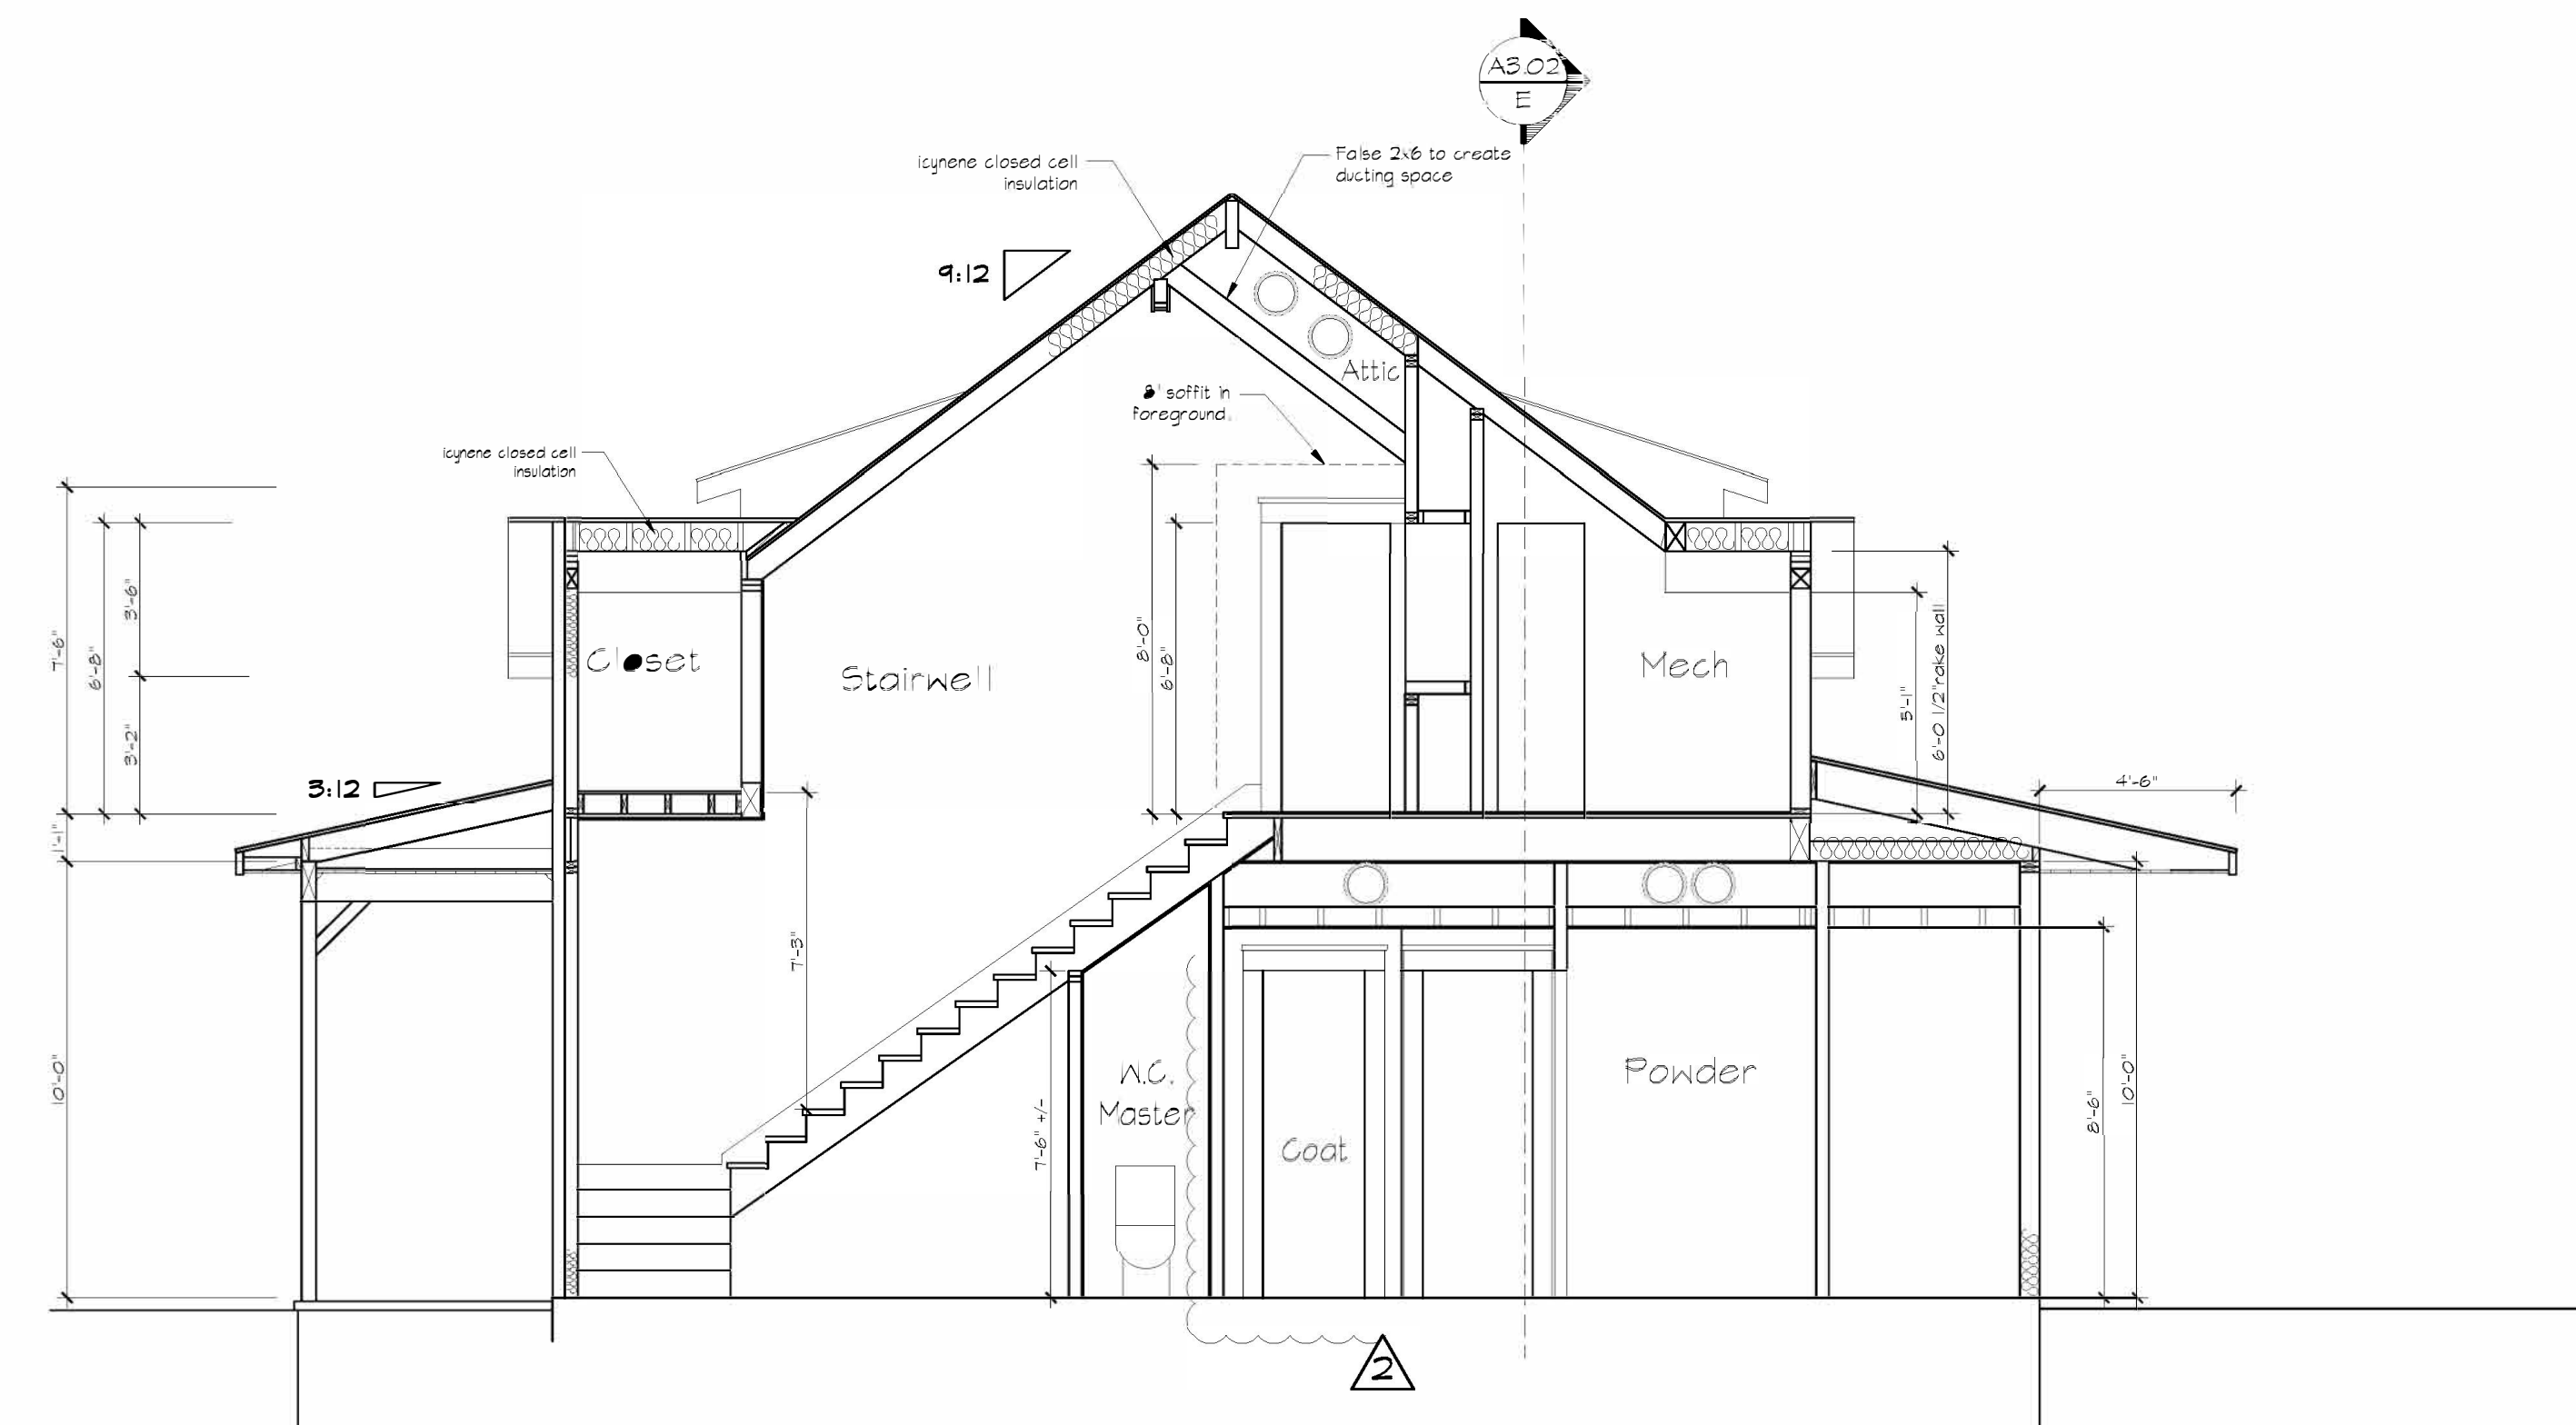 A3.02
E
icynene closed cell
insulation
False 2x6 to create
ducting space
9:12
Attic
8' soffit in
foreground
icynene closed cell
insulation
7'-6"
6'-8"
3'-6"
3'-2"
1'-1"
10'-0"
3:12
Closet
Stairwell
8'-0"
6'-8"
Mech
5'-1"
6'-0 1/2" rake wall
4'-6"
7'-3"
7'-6" +/-
W.C.
Master
Coat
Powder
8'-6"
10'-0"
2